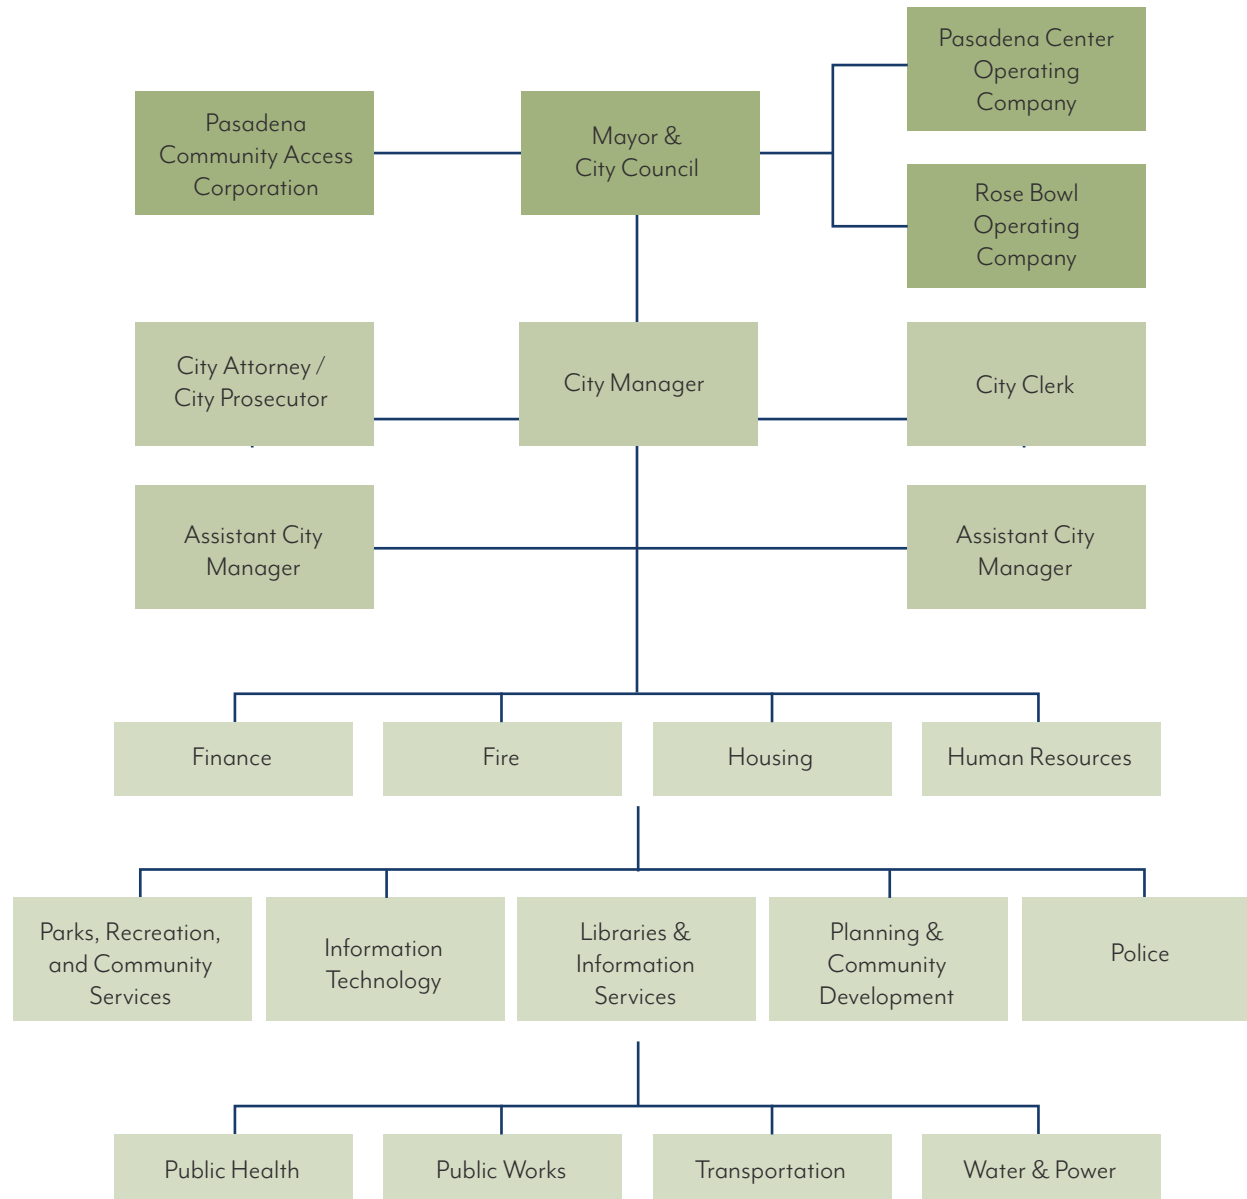 Pasadena
Community Access
Corporation
Mayor &
City Council
Pasadena Center
Operating
Company
Rose Bowl
Operating
Company
City Attorney /
City Prosecutor
City Manager
City Clerk
Assistant City
Manager
Assistant City
Manager
Finance
Fire
Housing
Human Resources
Parks, Recreation,
and Community
Services
Information
Technology
Libraries &
Information
Services
Planning &
Community
Development
Police
Public Health
Public Works
Transportation
Water & Power